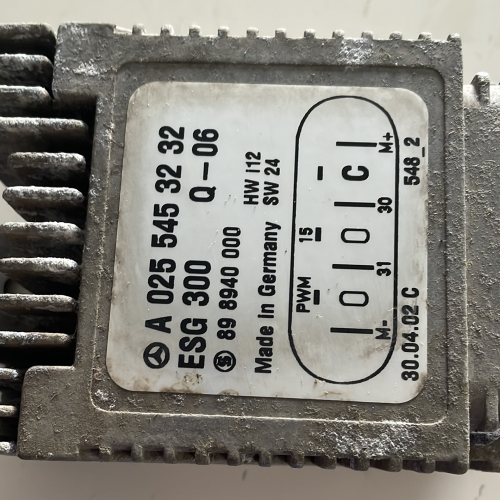 A 025 545 32 32
ESG 300 Q-06
89 8940 000 HW I12
Made In Germany SW 24
PWM 15
M- 31 30 M+
30.04.02 C 548_2